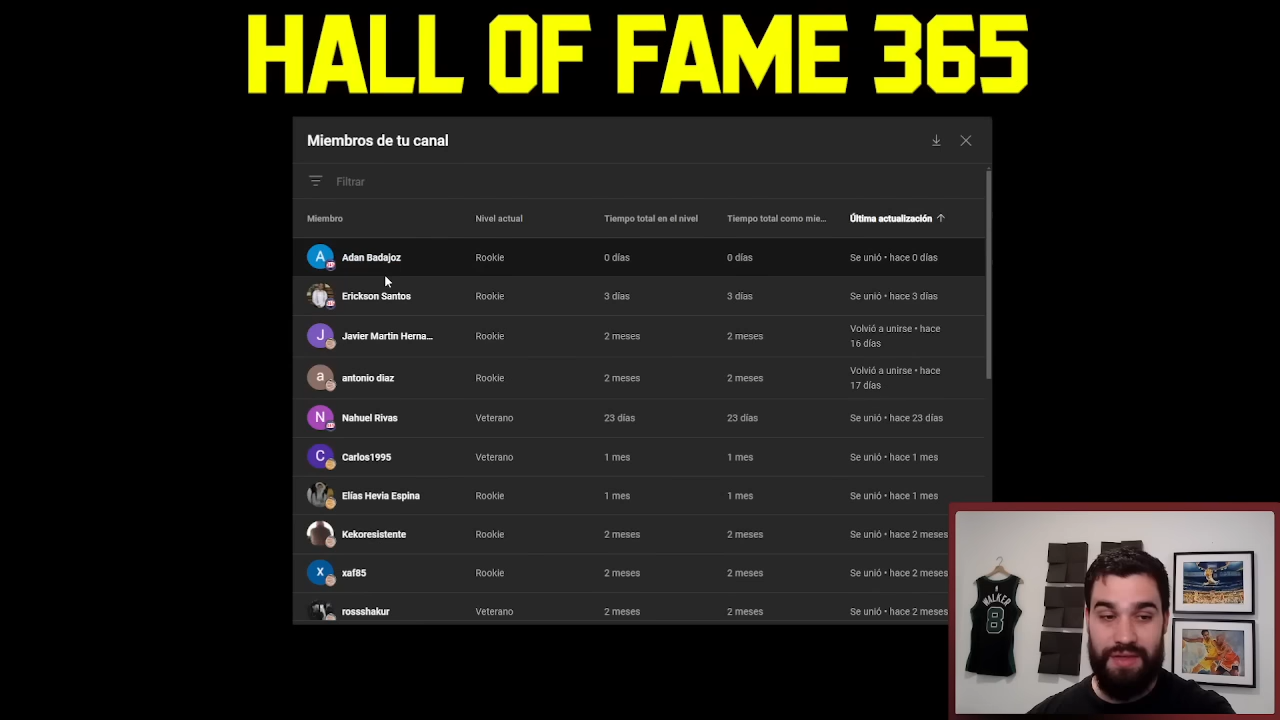 HALL OF FAME 365
Miembros de tu canal
Filtrar
Miembro Nivel actual Tiempo total en el nivel Tiempo total como mie... Última actualización
A Adan Badajoz Rookie 0 días 0 días Se unió • hace 0 días
Erickson Santos Rookie 3 días 3 días Se unió • hace 3 días
J Javier Martin Herna... Rookie 2 meses 2 meses Volvió a unirse • hace
16 días
a antonio diaz Rookie 2 meses 2 meses Volvió a unirse • hace
17 días
N Nahuel Rivas Veterano 23 días 23 días Se unió • hace 23 días
C Carlos1995 Veterano 1 mes 1 mes Se unió • hace 1 mes
Elías Hevia Espina Rookie 1 mes 1 mes Se unió • hace 1 mes
Kekoresistente Rookie 2 meses 2 meses Se unió • hace 2 meses
x xaf85 Rookie 2 meses 2 meses Se unió • hace 2 meses
rossshakur Veterano 2 meses 2 meses Se unió • hace 2 meses
WALKER
8